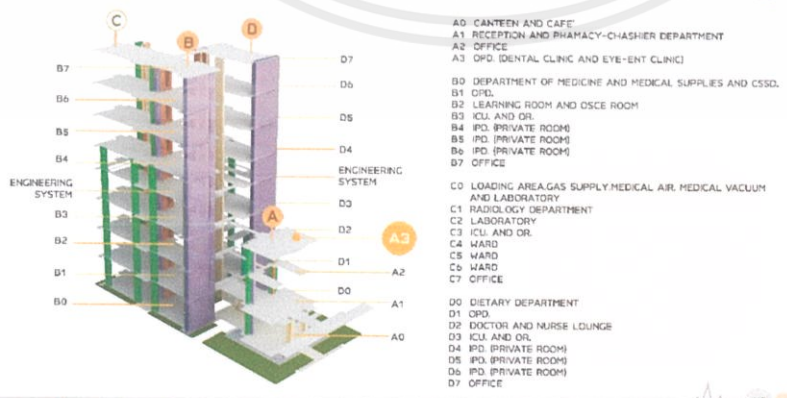 C
B
D
B7
B6
B5
B4
ENGINEERING
SYSTEM
B3
B2
B1
B0
D7
D6
D5
D4
ENGINEERING
SYSTEM
D3
D2
A
A3
D1
A2
D0
A1
A0
A0 CANTEEN AND CAFE'
A1 RECEPTION AND PHAMACY-CHASHIER DEPARTMENT
A2 OFFICE
A3 OPD. (DENTAL CLINIC AND EYE-ENT CLINIC)
B0 DEPARTMENT OF MEDICINE AND MEDICAL SUPPLIES AND CSSD.
B1 OPD.
B2 LEARNING ROOM AND OSCE ROOM
B3 ICU. AND OR.
B4 IPD. (PRIVATE ROOM)
B5 IPD. (PRIVATE ROOM)
B6 IPD. (PRIVATE ROOM)
B7 OFFICE
C0 LOADING AREA,GAS SUPPLY,MEDICAL AIR, MEDICAL VACUUM
AND LABORATORY
C1 RADIOLOGY DEPARTMENT
C2 LABORATORY
C3 ICU. AND OR.
C4 WARD
C5 WARD
C6 WARD
C7 OFFICE
D0 DIETARY DEPARTMENT
D1 OPD.
D2 DOCTOR AND NURSE LOUNGE
D3 ICU. AND OR.
D4 IPD. (PRIVATE ROOM)
D5 IPD. (PRIVATE ROOM)
D6 IPD. (PRIVATE ROOM)
D7 OFFICE